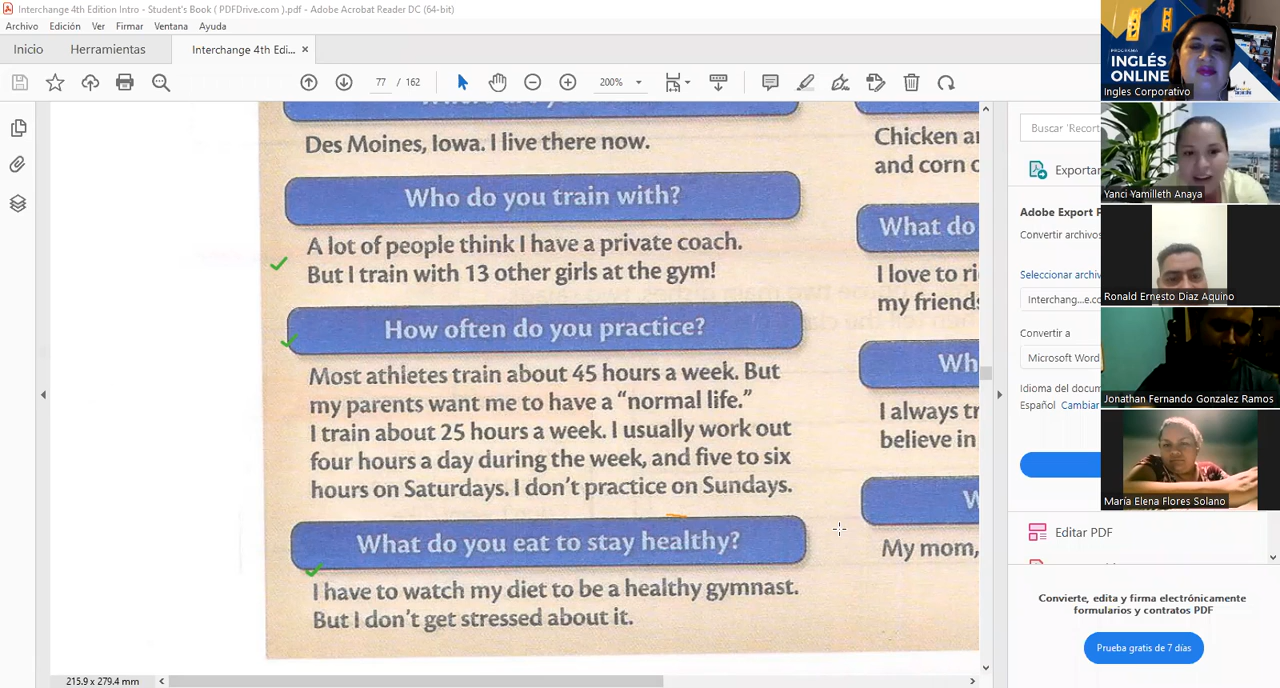 Interchange 4th Edition Intro - Student's Book ( PDFDrive.com ).pdf - Adobe Acrobat Reader DC (64-bit)
Archivo Edición Ver Firmar Ventana Ayuda
Inicio Herramientas Interchange 4th Edi... ×
77 / 162 200%
Des Moines, Iowa. I live there now.
Who do you train with?
A lot of people think I have a private coach.
But I train with 13 other girls at the gym!
How often do you practice?
Most athletes train about 45 hours a week. But
my parents want me to have a “normal life.”
I train about 25 hours a week. I usually work out
four hours a day during the week, and five to six
hours on Saturdays. I don’t practice on Sundays.
What do you eat to stay healthy?
I have to watch my diet to be a healthy gymnast.
But I don’t get stressed about it.
Chicken
and corn
What do
I love to
my friends
I always
believe in
My mom,
215.9 x 279.4 mm
Buscar 'Recort
Exportar
Adobe Export
Convertir archivos
Seleccionar archiv
Interchang...e.co
Convertir a
Microsoft Word
Idioma del docum
Español Cambiar
Editar PDF
Convierte, edita y firma electrónicamente
formularios y contratos PDF
Prueba gratis de 7 días
PROGRAMA
INGLÉS
ONLINE
Ingles Corporativo
Yanci Yamilleth Anaya
Ronald Ernesto Diaz Aquino
Jonathan Fernando Gonzalez Ramos
María Elena Flores Solano